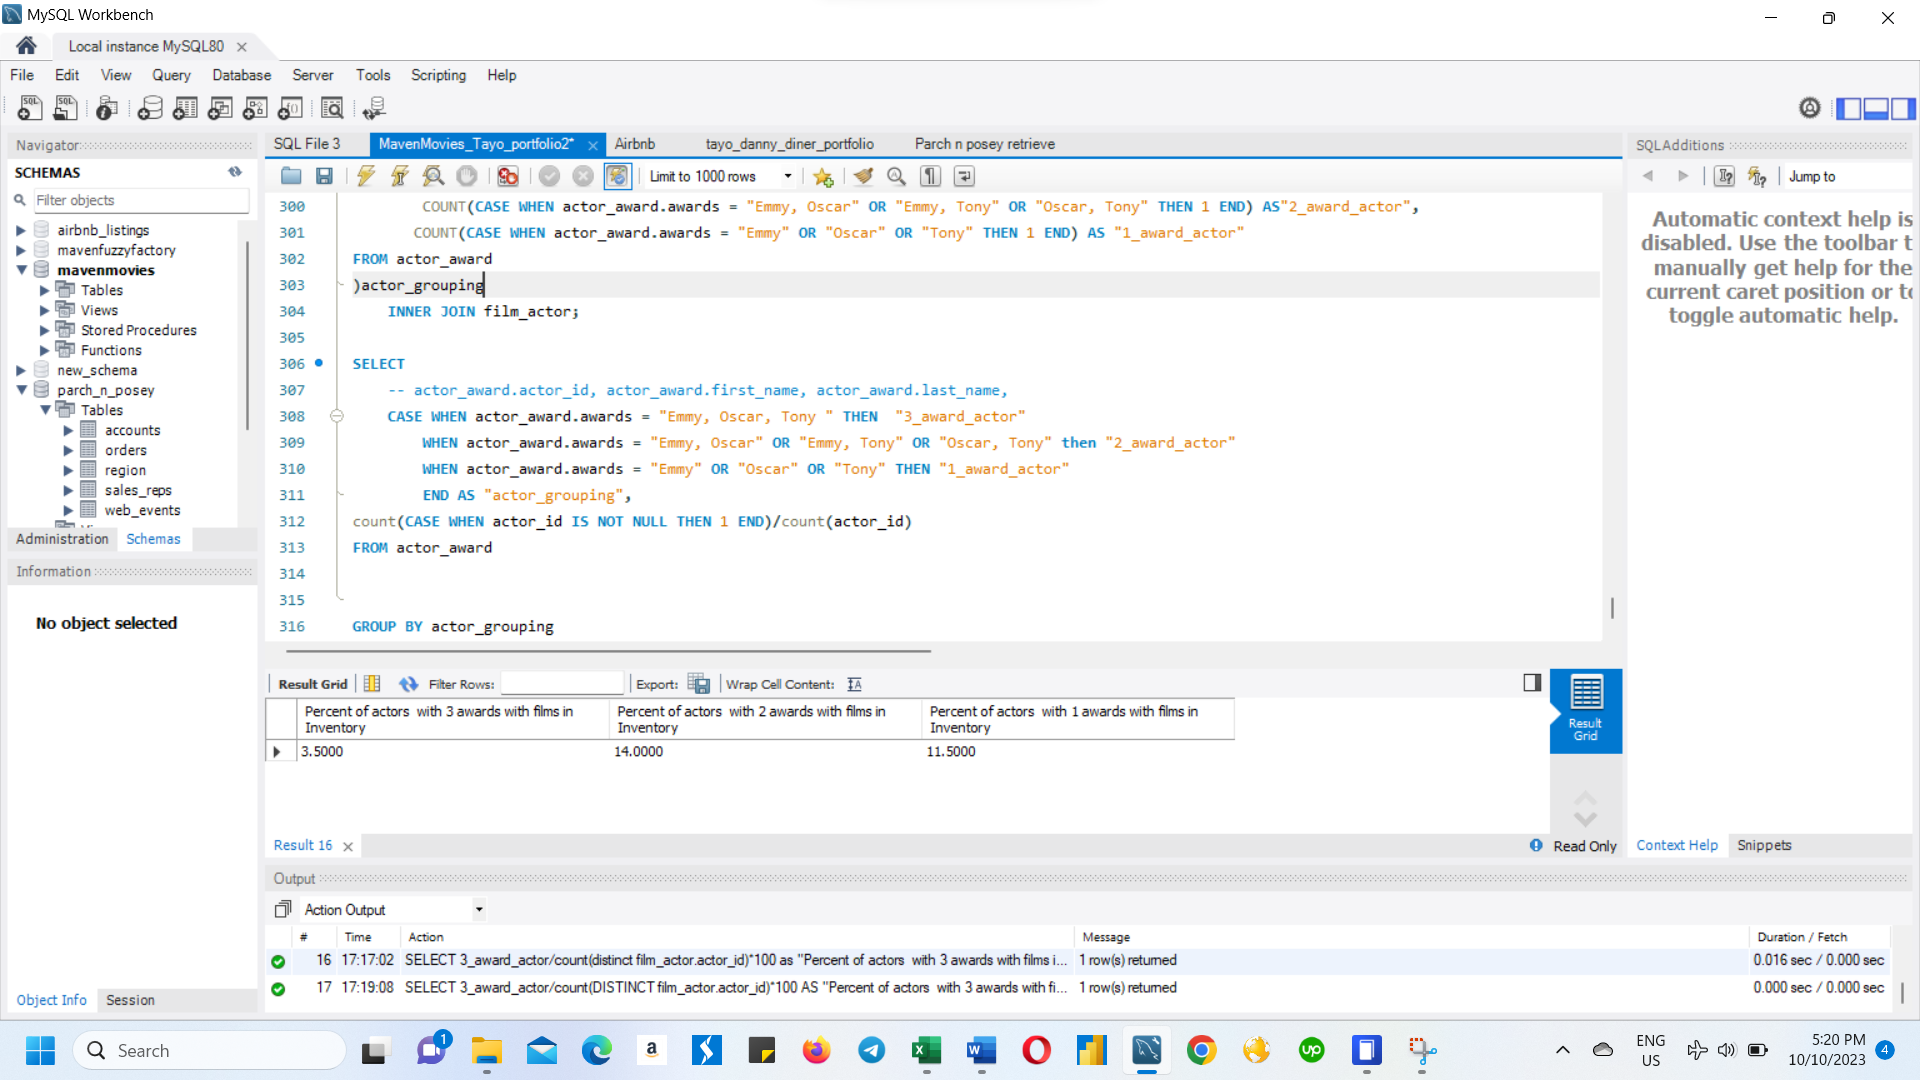 MySQL Workbench
Local instance MySQL80
File Edit View Query Database Server Tools Scripting Help
Navigator
SQL File 3 MavenMovies_Tayo_portfolio2* Airbnb tayo_danny_diner_portfolio Parch n posey retrieve
SQLAdditions
SCHEMAS
Limit to 1000 rows
Jump to
Filter objects
airbnb_listings
mavenfuzzyfactory
mavenmovies
Tables
Views
Stored Procedures
Functions
new_schema
parch_n_posey
Tables
accounts
orders
region
sales_reps
web_events
Administration Schemas
Information
No object selected
300 COUNT(CASE WHEN actor_award.awards = "Emmy, Oscar" OR "Emmy, Tony" OR "Oscar, Tony" THEN 1 END) AS"2_award_actor",
301 COUNT(CASE WHEN actor_award.awards = "Emmy" OR "Oscar" OR "Tony" THEN 1 END) AS "1_award_actor"
302 FROM actor_award
303 )actor_grouping
304 INNER JOIN film_actor;
305
306 SELECT
307 -- actor_award.actor_id, actor_award.first_name, actor_award.last_name,
308 CASE WHEN actor_award.awards = "Emmy, Oscar, Tony " THEN "3_award_actor"
309 WHEN actor_award.awards = "Emmy, Oscar" OR "Emmy, Tony" OR "Oscar, Tony" then "2_award_actor"
310 WHEN actor_award.awards = "Emmy" OR "Oscar" OR "Tony" THEN "1_award_actor"
311 END AS "actor_grouping",
312 count(CASE WHEN actor_id IS NOT NULL THEN 1 END)/count(actor_id)
313 FROM actor_award
314
315
316 GROUP BY actor_grouping
Automatic context help is
disabled. Use the toolbar t
manually get help for the
current caret position or to
toggle automatic help.
Result Grid Filter Rows: Export: Wrap Cell Content:
Percent of actors with 3 awards with films in Inventory
Percent of actors with 2 awards with films in Inventory
Percent of actors with 1 awards with films in Inventory
3.5000 14.0000 11.5000
Result Grid
Result 16
Read Only
Context Help Snippets
Output
Action Output
# Time Action Message Duration / Fetch
16 17:17:02 SELECT 3_award_actor/count(distinct film_actor.actor_id)*100 as "Percent of actors with 3 awards with films i... 1 row(s) returned 0.016 sec / 0.000 sec
17 17:19:08 SELECT 3_award_actor/count(DISTINCT film_actor.actor_id)*100 AS "Percent of actors with 3 awards with fi... 1 row(s) returned 0.000 sec / 0.000 sec
Object Info Session
Search
1
ENG
US
5:20 PM
10/10/2023
4